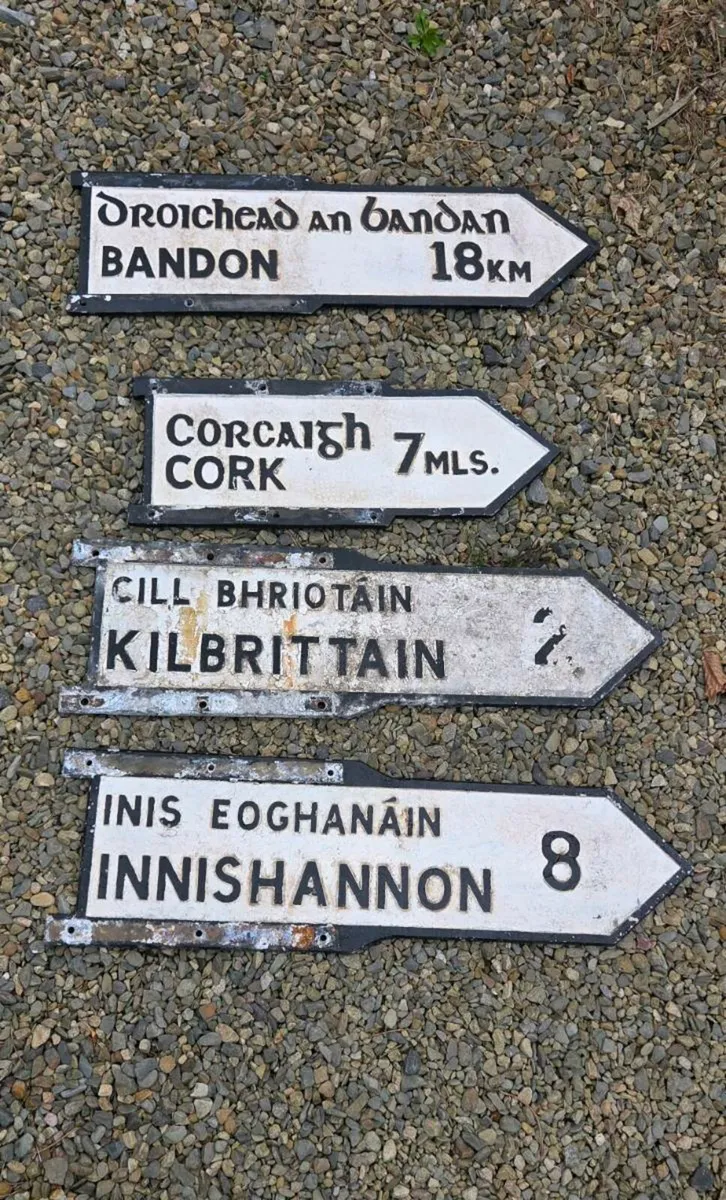 Droichead an Bandan
BANDON 18KM
Corcaigh
CORK 7MLS.
CILL BHRIOTÁIN
KILBRITTAIN
INIS EOGHANÁIN
INNISHANNON 8